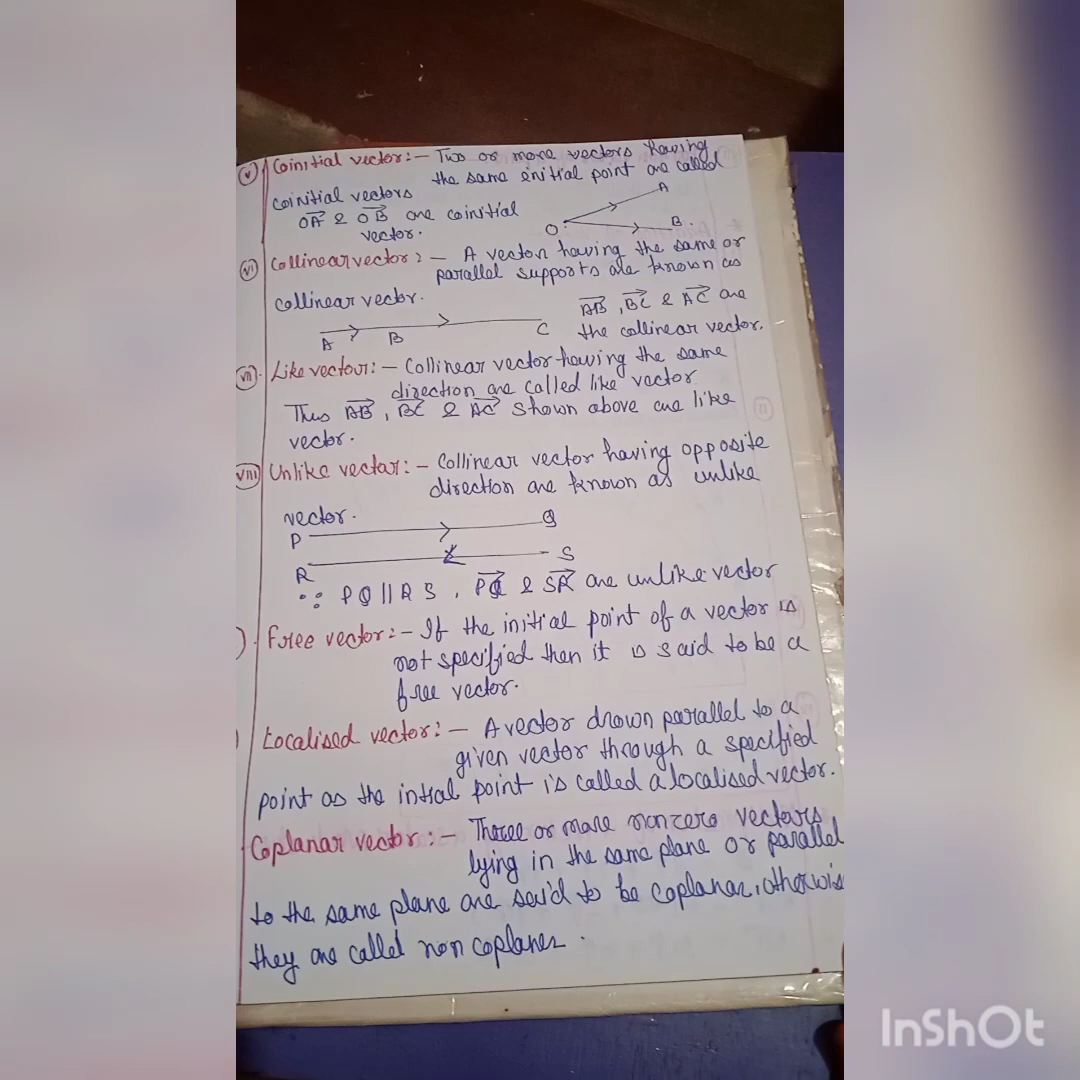 (v) Coinitial vector:- Two or more vectors having
the same initial point are called
coinitial vectors
OA & OB are coinitial
vector.
O A B.
(vi) Collinear vector:- A vector having the same or
parallel supports are known as
collinear vector.
AB, BC & AC are
the collinear vector.
A B C
(vii). Like vector:- Collinear vector having the same
direction are called like vector
Thus AB, BC & AC shown above are like
vector.
(viii) Unlike vector:- Collinear vector having opposite
direction are known as unlike
vector.
P Q
R S
∵ PQ || RS, PQ & SR are unlike vector
). Free vector:- If the initial point of a vector is
not specified then it is said to be a
free vector.
) Localised vector:- A vector drown parallel to a
given vector through a specified
point as the intial point is called a localised vector.
Coplanar vector:- Three or more nonzero vectors
lying in the same plane or parallel
to the same plane are said to be coplanar, otherwis
they are called non coplaner.
InShOt